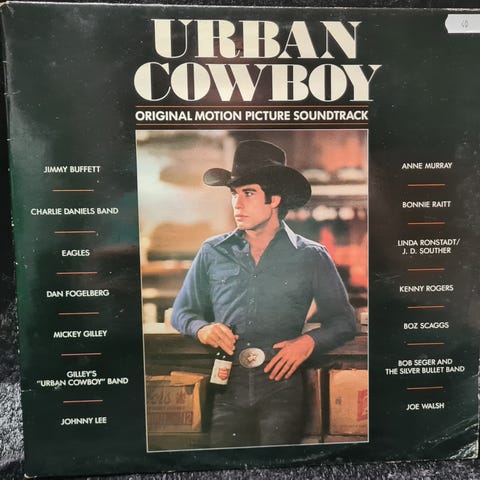 URBAN
COWBOY
ORIGINAL MOTION PICTURE SOUNDTRACK
JIMMY BUFFETT
CHARLIE DANIELS BAND
EAGLES
DAN FOGELBERG
MICKEY GILLEY
GILLEY'S
"URBAN COWBOY" BAND
JOHNNY LEE
ANNE MURRAY
BONNIE RAITT
LINDA RONSTADT/
J. D. SOUTHER
KENNY ROGERS
BOZ SCAGGS
BOB SEGER AND
THE SILVER BULLET BAND
JOE WALSH